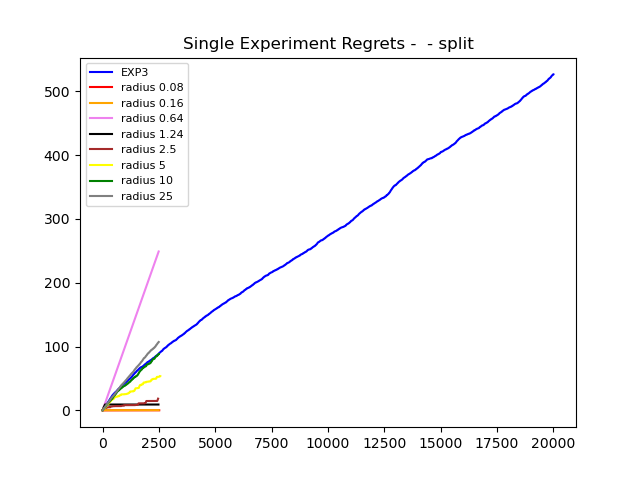 Single Experiment Regrets -  - split
EXP3
radius 0.08
radius 0.16
radius 0.64
radius 1.24
radius 2.5
radius 5
radius 10
radius 25
500
400
300
200
100
0
0 2500 5000 7500 10000 12500 15000 17500 20000